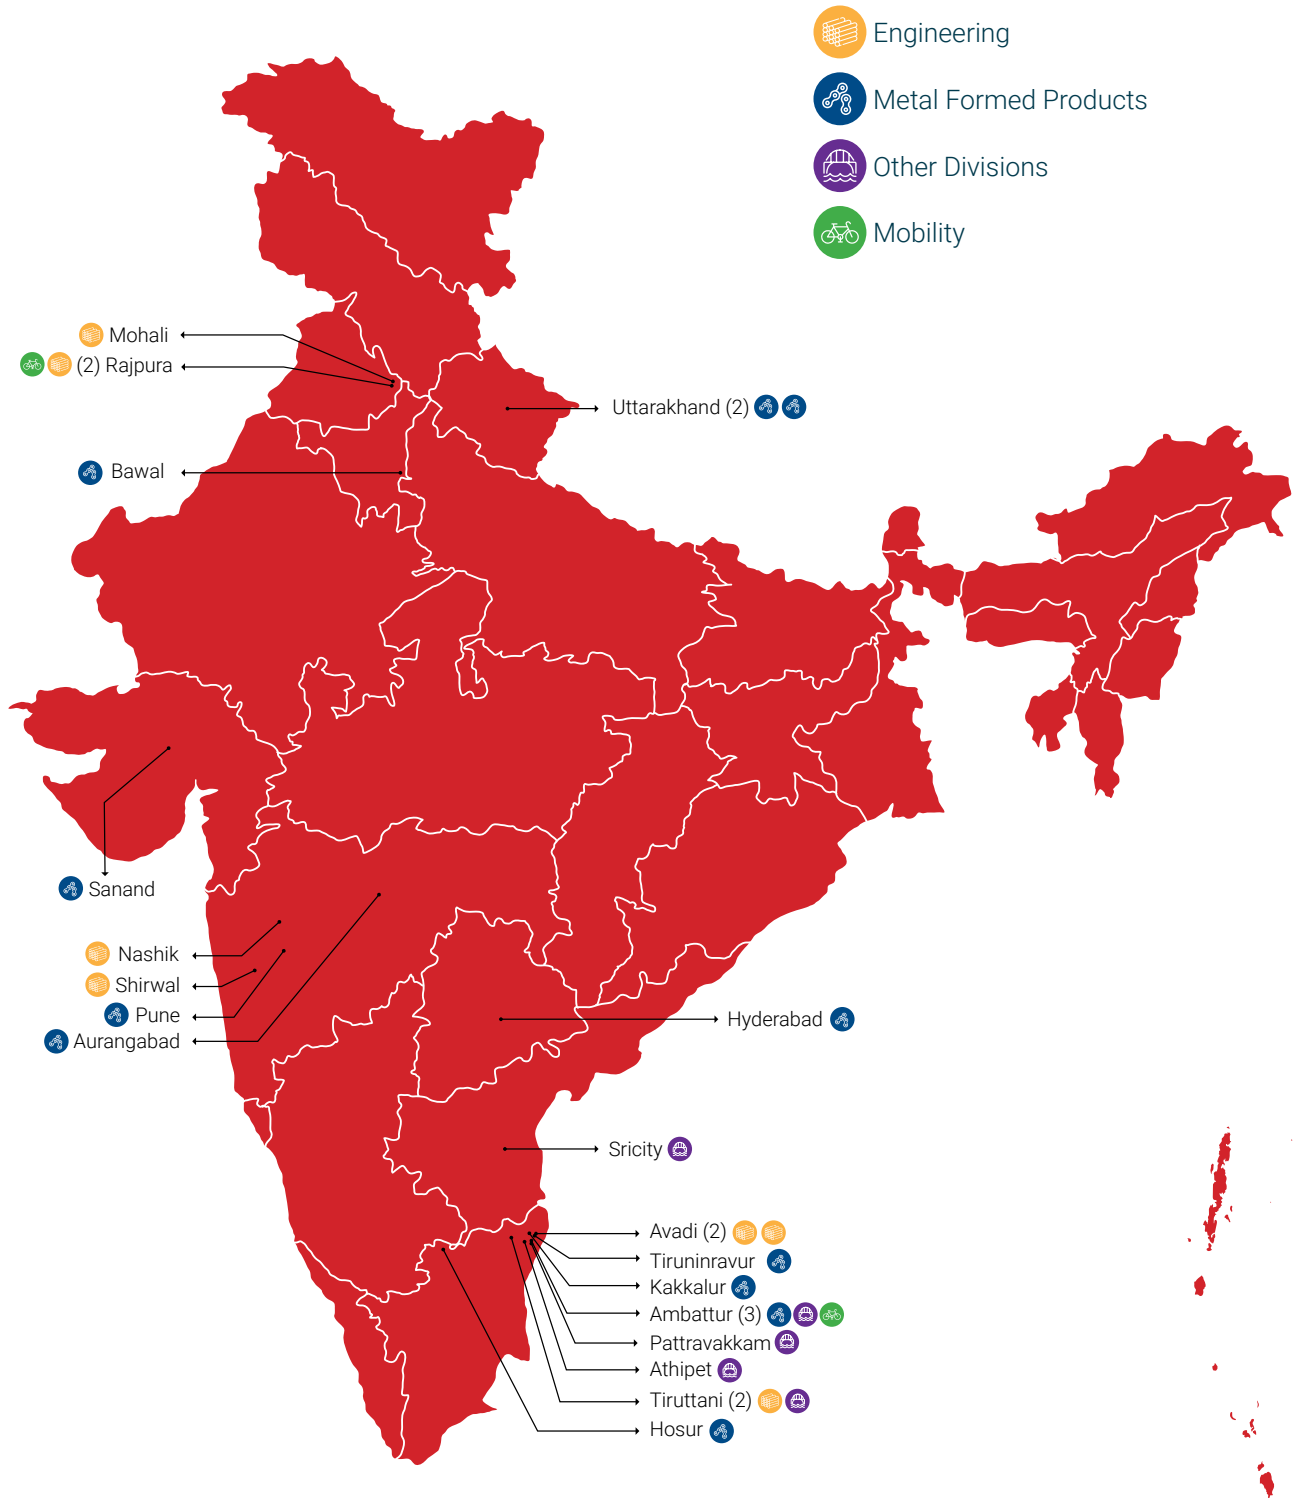 Engineering
Metal Formed Products
Other Divisions
Mobility
Mohali
(2) Rajpura
Uttarakhand (2)
Bawal
Sanand
Nashik
Shirwal
Pune
Aurangabad
Hyderabad
Sricity
Avadi (2)
Tiruninravur
Kakkalur
Ambattur (3)
Pattravakkam
Athipet
Tiruttani (2)
Hosur